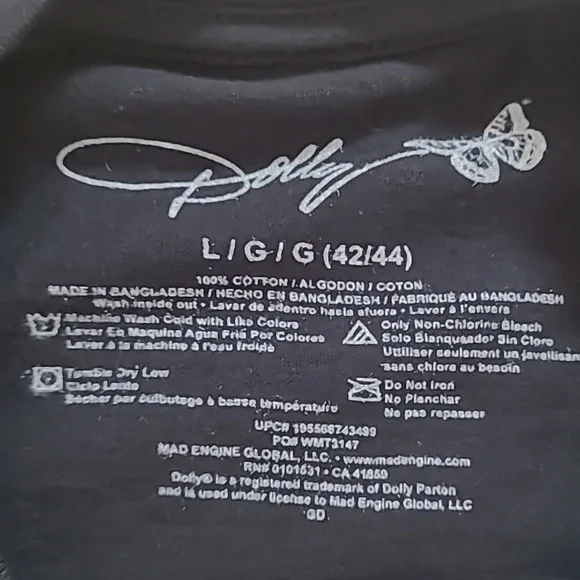 Dolly
L / G / G (42/44)
100% COTTON / ALGODON / COTON
MADE IN BANGLADESH / HECHO EN BANGLADESH / FABRIQUÉ AU BANGLADESH
Wash inside out • Lavar de adentro hacia afuera • Laver à l'envers
Machine Wash Cold with Like Colors
Lavar En Maquina Agua Fria Por Colores
Laver à la machine à l'eau froide
Only Non-Chlorine Bleach
Solo Blanqueador Sin Cloro
Utiliser seulement un javellisan
sans chlore au besoin
Tumble Dry Low
Ciclo Lento
Sécher par culbutage à basse température
Do Not Iron
No Planchar
Ne pas repasser
UPC# 195566743499
PO# WMT3147
MAD ENGINE GLOBAL, LLC. • www.madengine.com
RN# 0101531 • CA 41850
Dolly® is a registered trademark of Dolly Parton
and is used under license to Mad Engine Global, LLC
GD